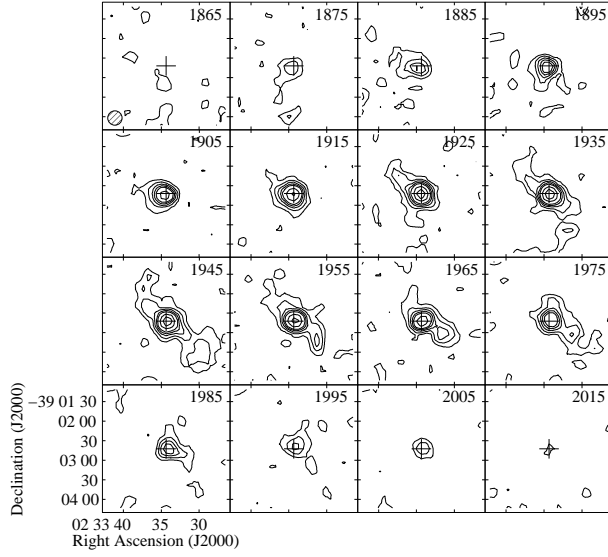 1865 1875 1885 1895
1905 1915 1925 1935
1945 1955 1965 1975
1985 1995 2005 2015
−39 01 30
02 00
30
03 00
30
04 00
02 33 40 35 30
Declination (J2000)
Right Ascension (J2000)